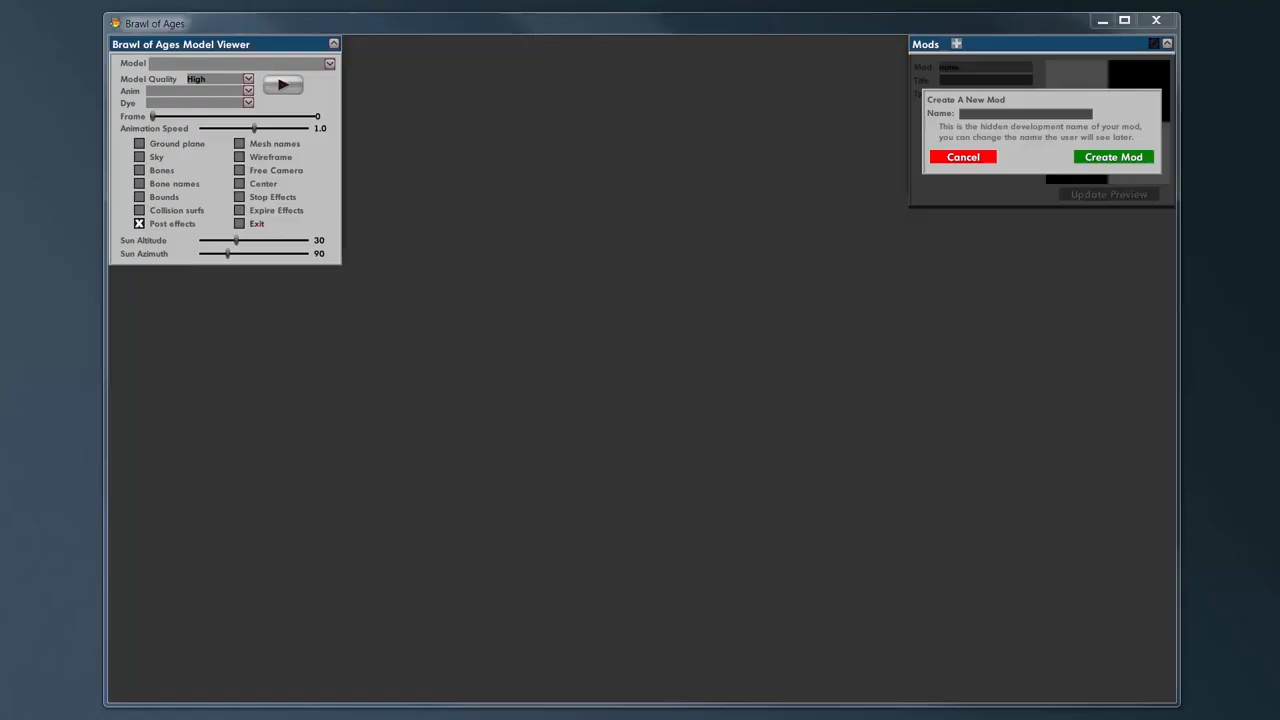 Brawl of Ages
Brawl of Ages Model Viewer
Model
Model Quality High
Anim
Dye
Frame 0
Animation Speed 1.0
Ground plane Mesh names
Sky Wireframe
Bones Free Camera
Bone names Center
Bounds Stop Effects
Collision surfs Expire Effects
Post effects Exit
Sun Altitude 30
Sun Azimuth 90
Mods
Mod none
Title
Create A New Mod
Name:
This is the hidden development name of your mod,
you can change the name the user will see later.
Cancel Create Mod
Update Preview